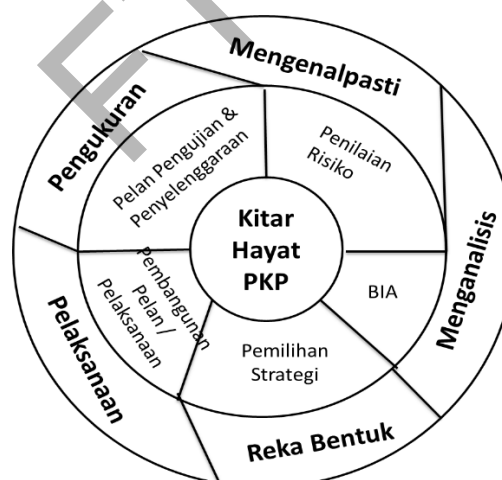 Mengenalpasti
Pengukuran
Pelan Pengujian &
Penyelenggaraan
Penilaian
Risiko
Kitar
Hayat
PKP
Menganalisis
BIA
Pembangunan
Pelan /
Pelaksanaan
Pemilihan
Strategi
Pelaksanaan
Reka Bentuk